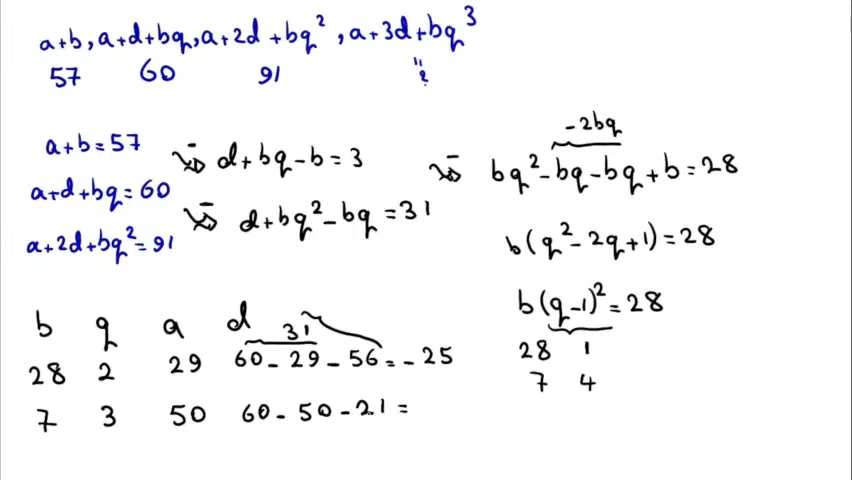 a+b, a+d+bq, a+2d+bq², a+3d+bq³
57 60 91 "?
a+b=57
a+d+bq=60
a+2d+bq²=91
d+bq-b=3
d+bq²-bq=31
-2bq
bq²-bq-bq+b=28
b(q²-2q+1)=28
b(q-1)²=28
28 1
7 4
b q a d
31
28 2 29 60-29-56=-25
7 3 50 60-50-21=